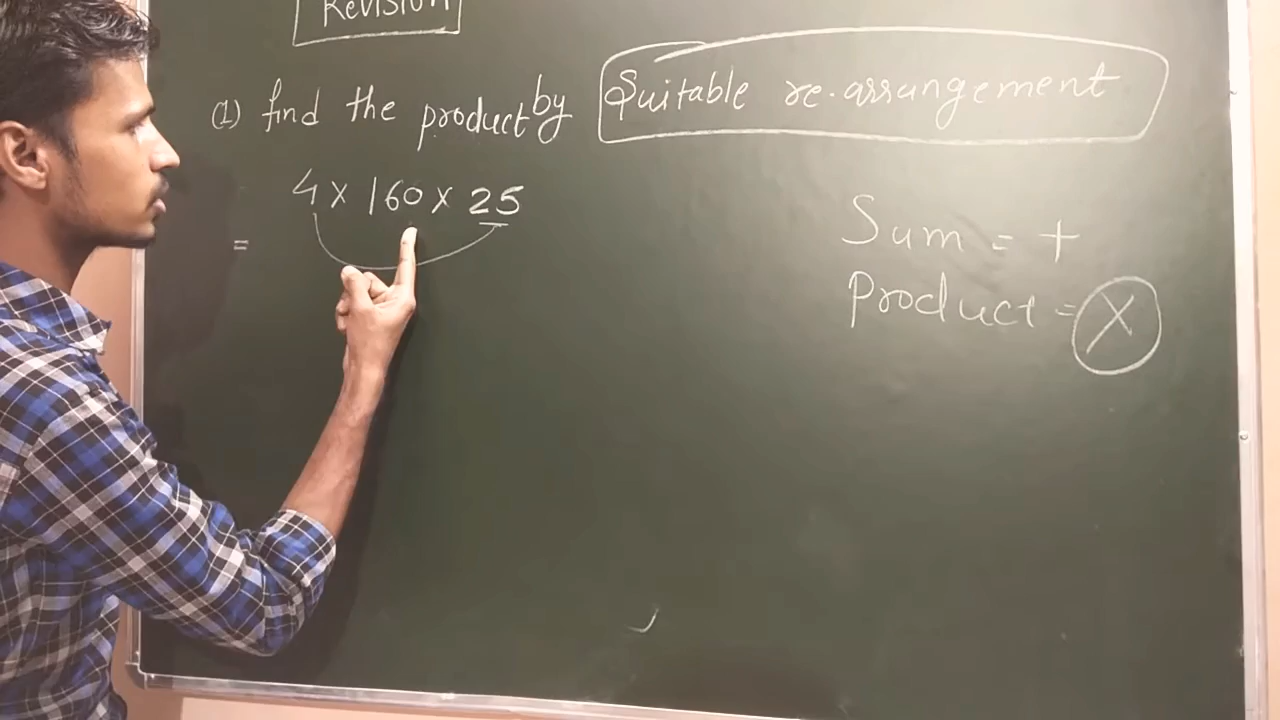 Revision
(1) find the product by Suitable re-arrangement
4 x 160 x 25
=
Sum = +
Product = X